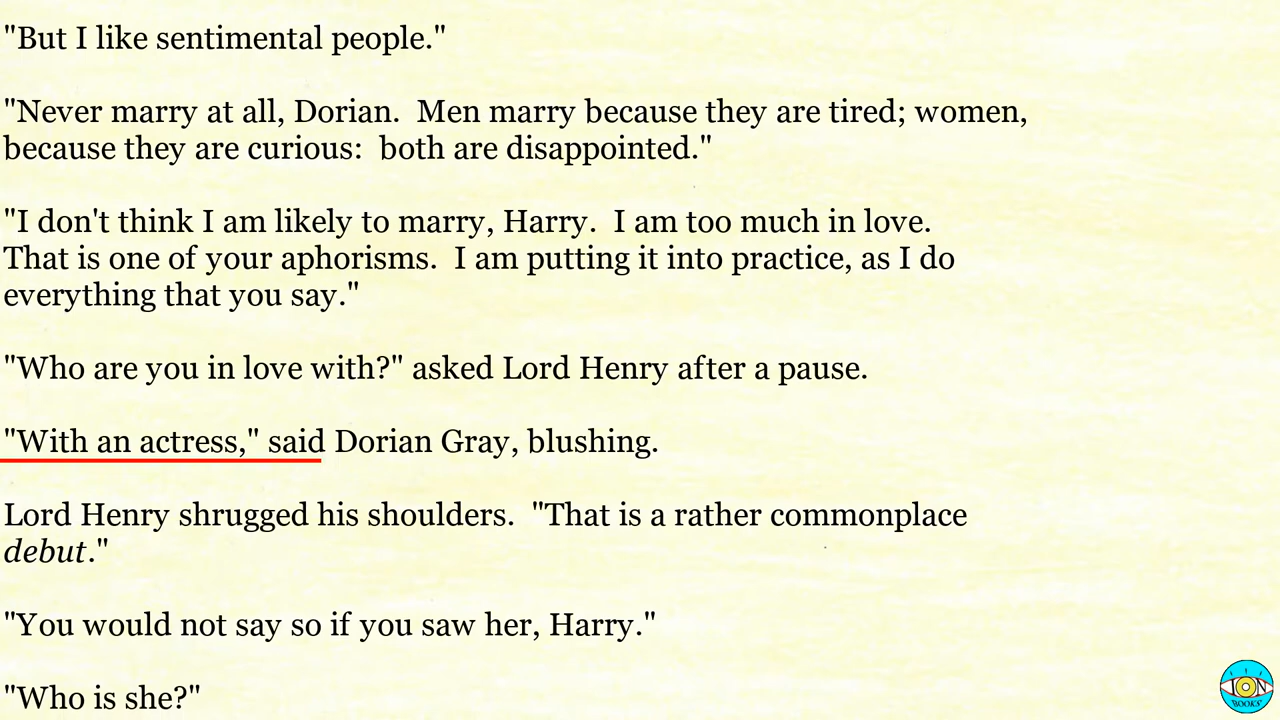 "But I like sentimental people."
"Never marry at all, Dorian.  Men marry because they are tired; women,
because they are curious:  both are disappointed."
"I don't think I am likely to marry, Harry.  I am too much in love.
That is one of your aphorisms.  I am putting it into practice, as I do
everything that you say."
"Who are you in love with?" asked Lord Henry after a pause.
"With an actress," said Dorian Gray, blushing.
Lord Henry shrugged his shoulders.  "That is a rather commonplace
debut."
"You would not say so if you saw her, Harry."
"Who is she?"
ION
BOOKS